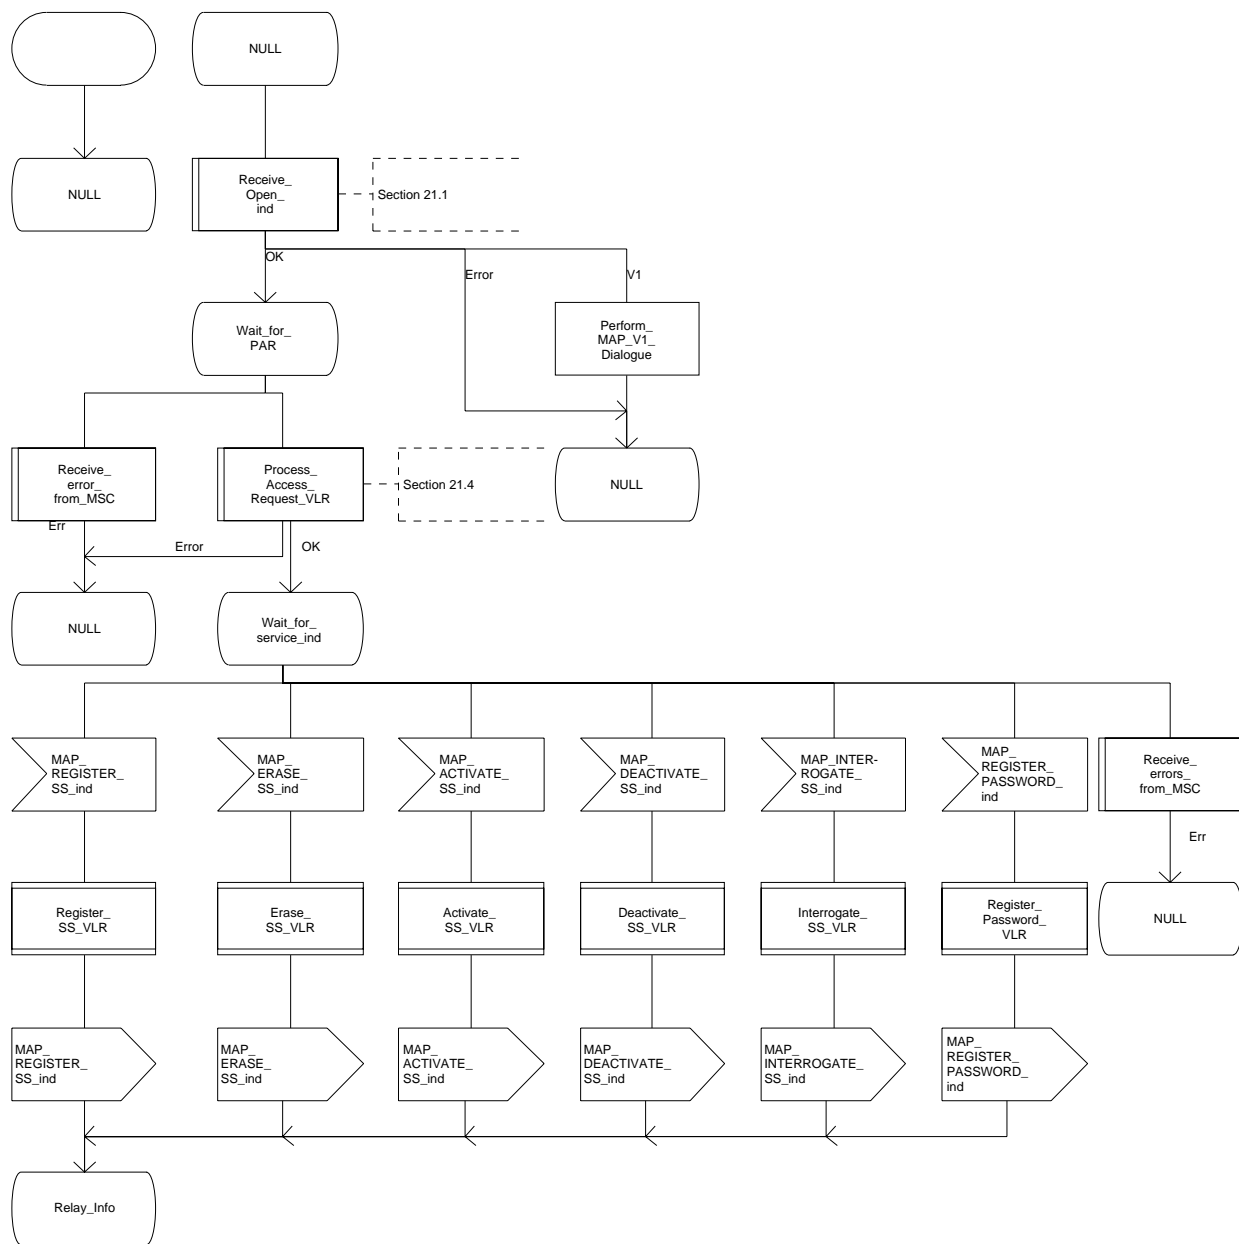 NULL
NULL
Receive_
Open_
ind
Section 21.1
OK
Error
V1
Wait_for_
PAR
Perform_
MAP_V1_
Dialogue
Receive_
error_
from_MSC
Process_
Access_
Request_VLR
Section 21.4
NULL
Err
Error
OK
NULL
Wait_for_
service_ind
MAP_
REGISTER_
SS_ind
MAP_
ERASE_
SS_ind
MAP_
ACTIVATE_
SS_ind
MAP_
DEACTIVATE_
SS_ind
MAP_INTER-
ROGATE_
SS_ind
MAP_
REGISTER_
PASSWORD_
ind
Receive_
errors_
from_MSC
Err
Register_
SS_VLR
Erase_
SS_VLR
Activate_
SS_VLR
Deactivate_
SS_VLR
Interrogate_
SS_VLR
Register_
Password_
VLR
NULL
MAP_
REGISTER_
SS_ind
MAP_
ERASE_
SS_ind
MAP_
ACTIVATE_
SS_ind
MAP_
DEACTIVATE_
SS_ind
MAP_
INTERROGATE_
SS_ind
MAP_
REGISTER_
PASSWORD_
ind
Relay_Info